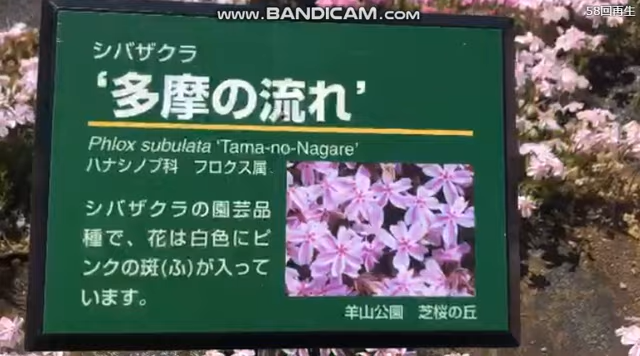 www.BANDICAM.com
58回再生
シバザクラ
‘多摩の流れ’
Phlox subulata ‘Tama-no-Nagare’
ハナシノブ科 フロクス属
シバザクラの園芸品
種で、花は白色にピ
ンクの斑(ふ)が入って
います。
羊山公園 芝桜の丘